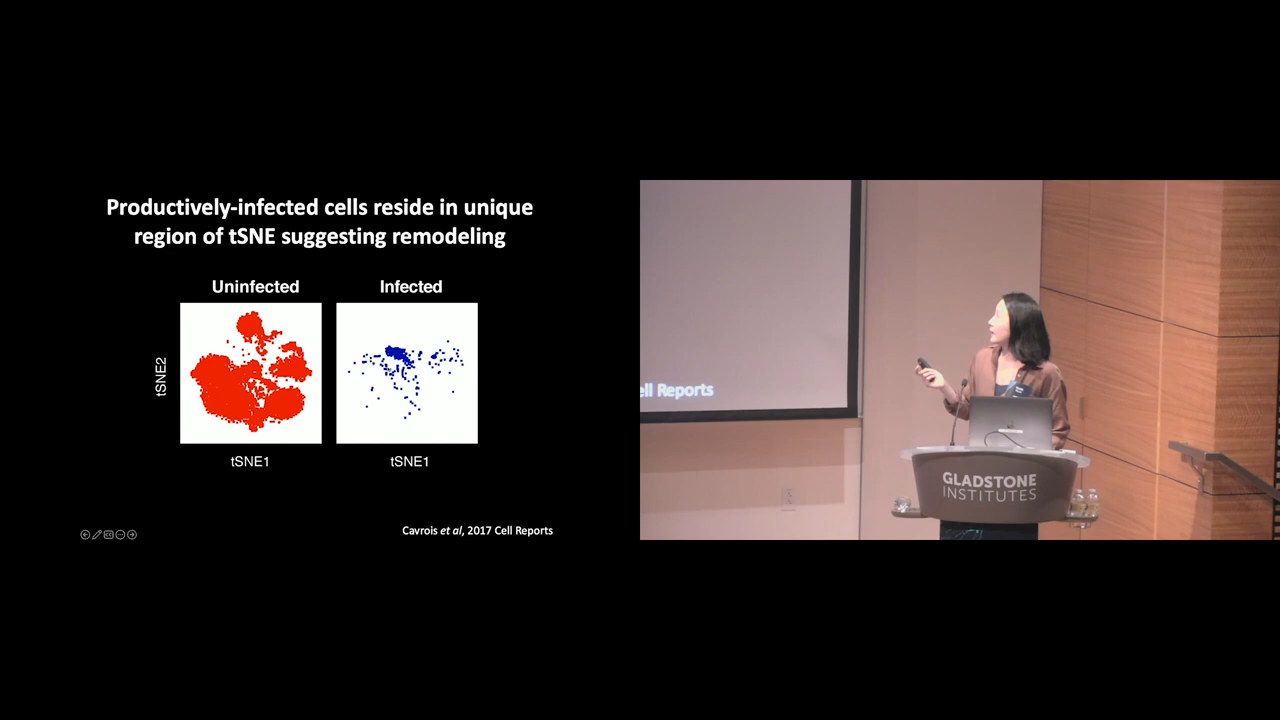 Productively-infected cells reside in unique
region of tSNE suggesting remodeling
Uninfected
Infected
tSNE2
tSNE1
tSNE1
Cavrois et al, 2017 Cell Reports
ell Reports
GLADSTONE
INSTITUTES